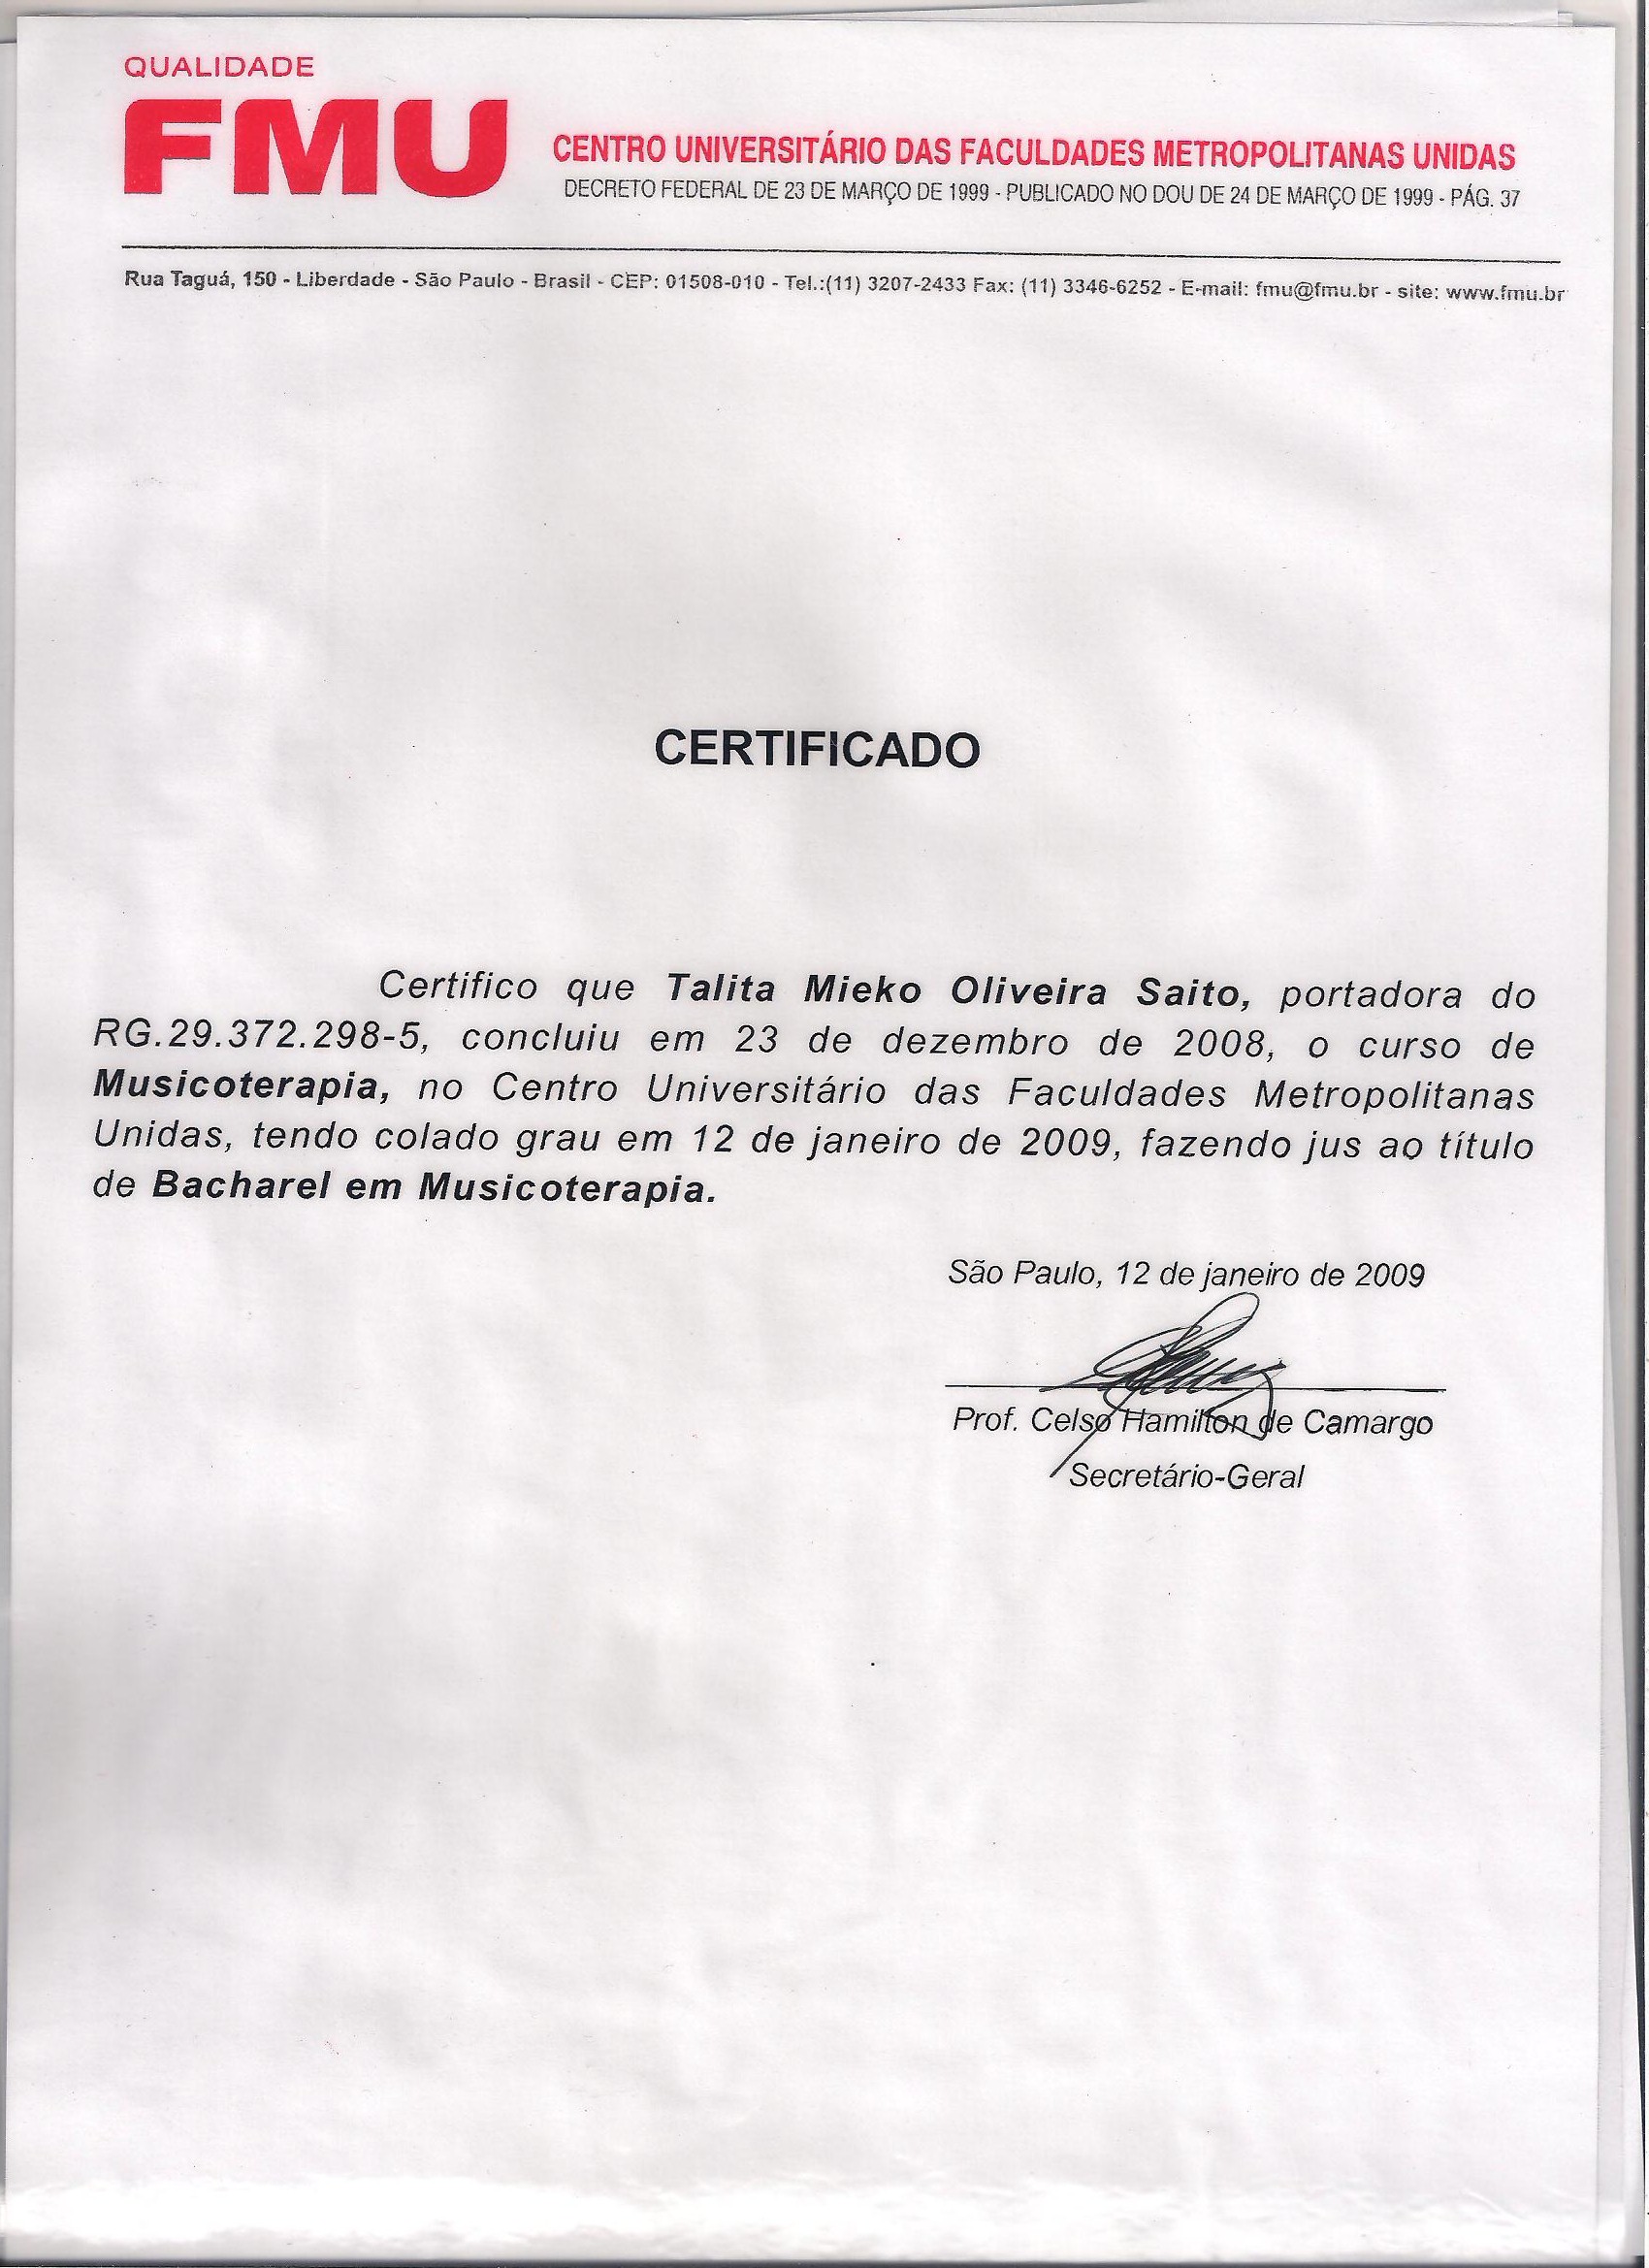 QUALIDADE
FMU
CENTRO UNIVERSITÁRIO DAS FACULDADES METROPOLITANAS UNIDAS
DECRETO FEDERAL DE 23 DE MARÇO DE 1999 - PUBLICADO NO DOU DE 24 DE MARÇO DE 1999 - PÁG. 37
Rua Taguá, 150 - Liberdade - São Paulo - Brasil - CEP: 01508-010 - Tel.:(11) 3207-2433 Fax: (11) 3346-6252 - E-mail: fmu@fmu.br - site: www.fmu.br
CERTIFICADO
Certifico que Talita Mieko Oliveira Saito, portadora do
RG.29.372.298-5, concluiu em 23 de dezembro de 2008, o curso de
Musicoterapia, no Centro Universitário das Faculdades Metropolitanas
Unidas, tendo colado grau em 12 de janeiro de 2009, fazendo jus ao título
de Bacharel em Musicoterapia.
São Paulo, 12 de janeiro de 2009
Prof. Celso Hamilton de Camargo
Secretário-Geral